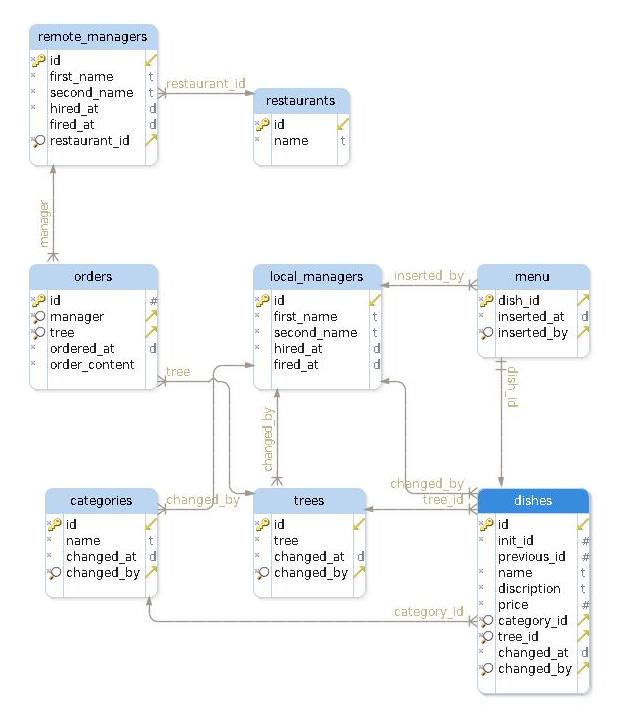 remote_managers
id
first_name t
second_name t
hired_at d
fired_at d
restaurant_id
restaurant_id
restaurants
id
name t
manager
orders
id #
manager
tree
ordered_at d
order_content
tree
local_managers
id
first_name t
second_name t
hired_at d
fired_at d
inserted_by
menu
dish_id
inserted_at d
inserted_by
dish_id
changed_by
changed_by
changed_by
tree_id
categories
id
name t
changed_at d
changed_by
trees
id
tree
changed_at d
changed_by
category_id
dishes
id
init_id #
previous_id #
name t
discription t
price #
category_id
tree_id
changed_at d
changed_by